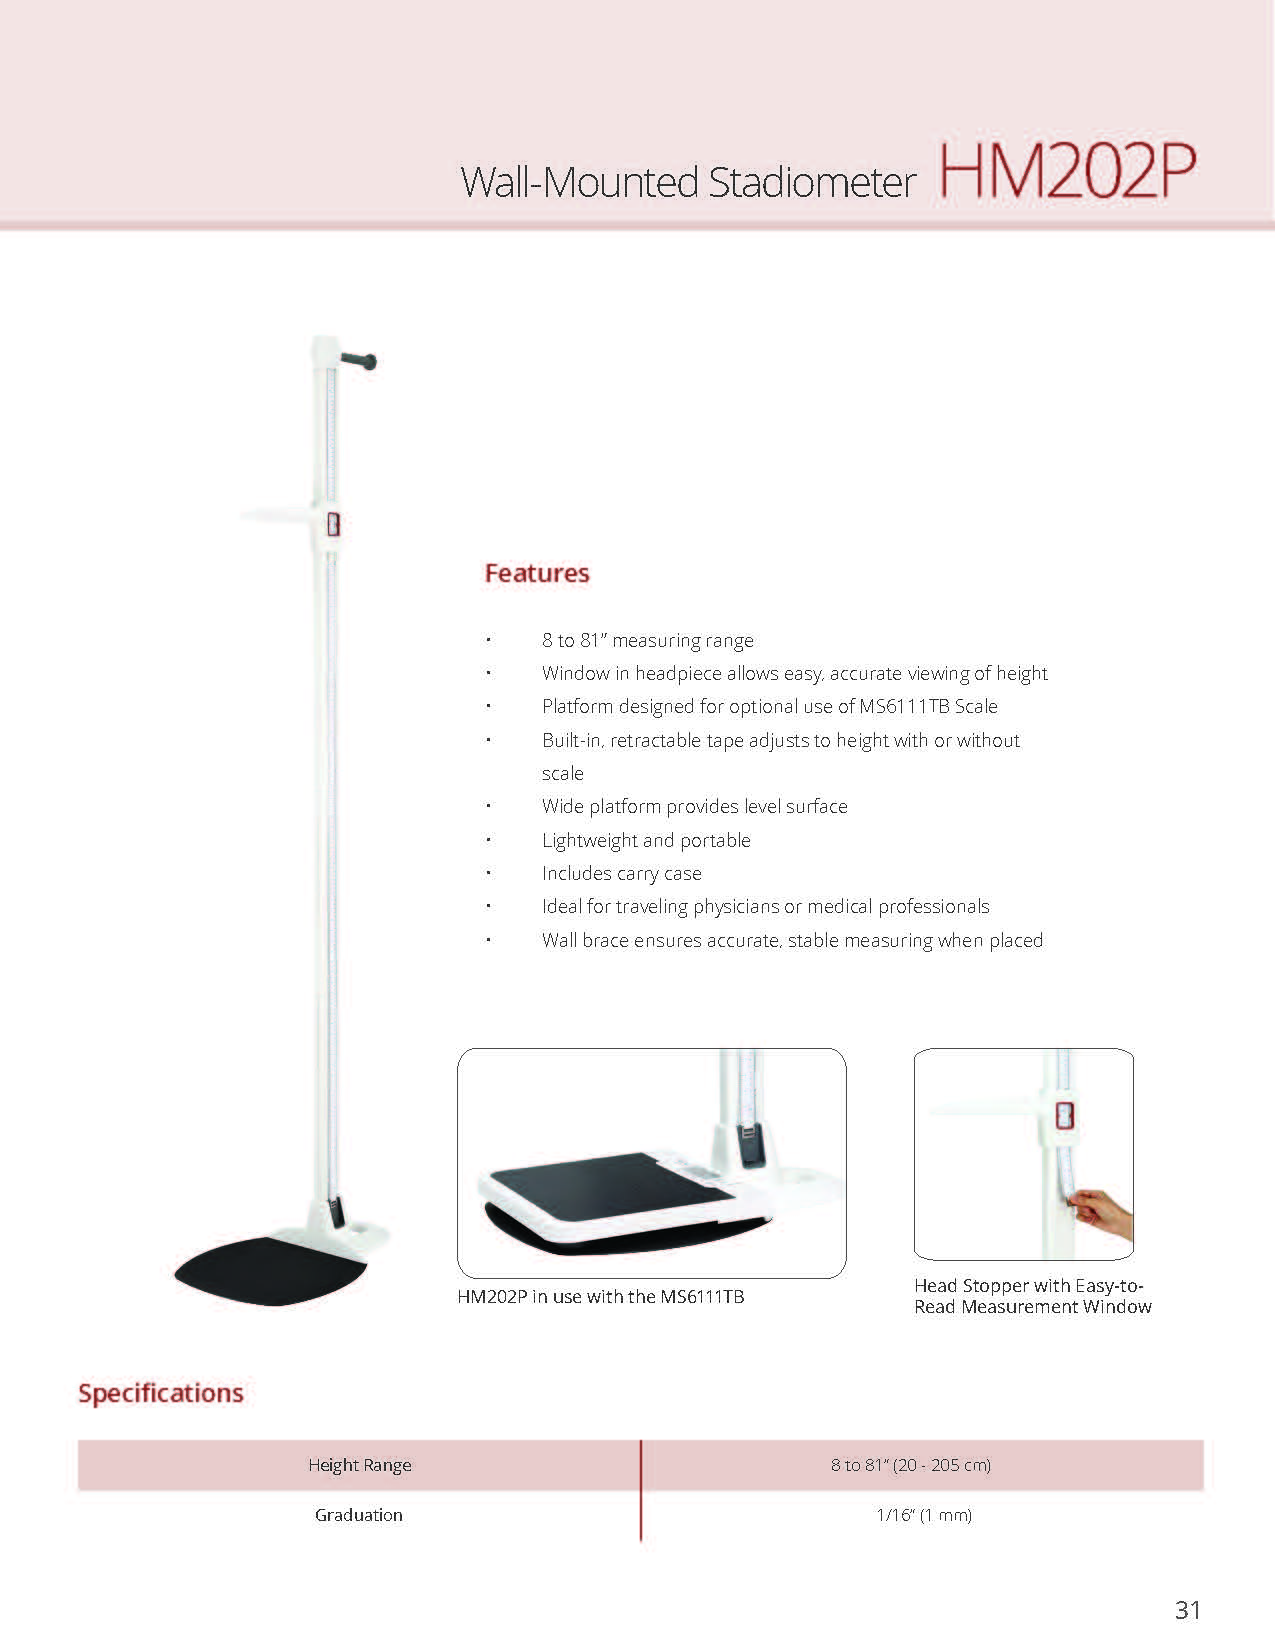 Wall-Mounted Stadiometer HM202P
Features
• 8 to 81” measuring range
• Window in headpiece allows easy, accurate viewing of height
• Platform designed for optional use of MS6111TB Scale
• Built-in, retractable tape adjusts to height with or without
scale
• Wide platform provides level surface
• Lightweight and portable
• Includes carry case
• Ideal for traveling physicians or medical professionals
• Wall brace ensures accurate, stable measuring when placed
HM202P in use with the MS6111TB
Head Stopper with Easy-to-
Read Measurement Window
Specifications
Height Range 8 to 81“ (20 - 205 cm)
Graduation 1/16“ (1 mm)
31